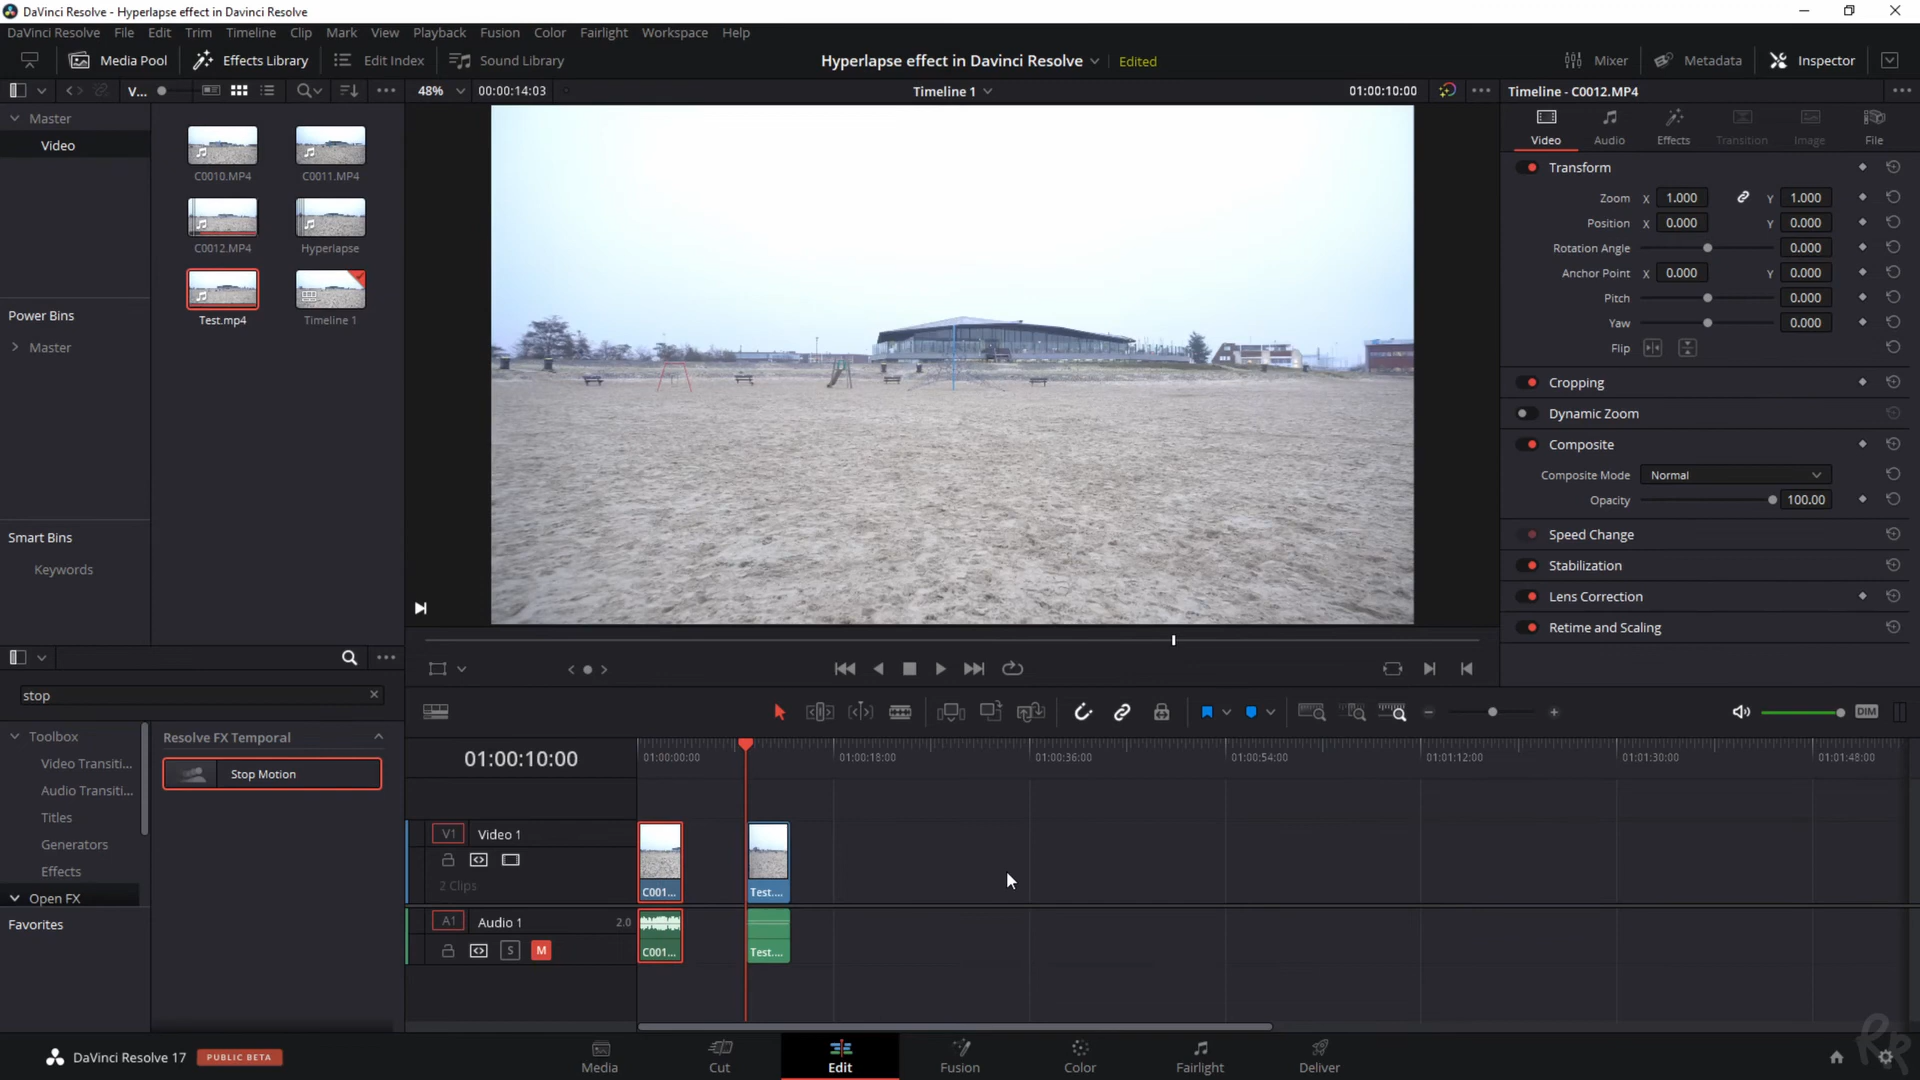 DaVinci Resolve - Hyperlapse effect in Davinci Resolve
DaVinci Resolve File Edit Trim Timeline Clip Mark View Playback Fusion Color Fairlight Workspace Help
Media Pool Effects Library Edit Index Sound Library Hyperlapse effect in Davinci Resolve Edited Mixer Metadata Inspector
V... 48% 00:00:14:03 Timeline 1 01:00:10:00 Timeline - C0012.MP4
Master
Video
C0010.MP4 C0011.MP4
C0012.MP4 Hyperlapse
Test.mp4 Timeline 1
Power Bins
Master
Smart Bins
Keywords
Video Audio Effects Transition Image File
Transform
Zoom X 1.000 Y 1.000
Position X 0.000 Y 0.000
Rotation Angle 0.000
Anchor Point X 0.000 Y 0.000
Pitch 0.000
Yaw 0.000
Flip
Cropping
Dynamic Zoom
Composite
Composite Mode Normal
Opacity 100.00
Speed Change
Stabilization
Lens Correction
Retime and Scaling
stop
Toolbox
Video Transiti...
Audio Transiti...
Titles
Generators
Effects
Open FX
Favorites
Resolve FX Temporal
Stop Motion
DIM
01:00:10:00 01:00:00:00 01:00:18:00 01:00:36:00 01:00:54:00 01:01:12:00 01:01:30:00 01:01:48:00
V1 Video 1
2 Clips
C001... Test....
A1 Audio 1 2.0
S M
C001... Test....
DaVinci Resolve 17 PUBLIC BETA
Media Cut Edit Fusion Color Fairlight Deliver
RR